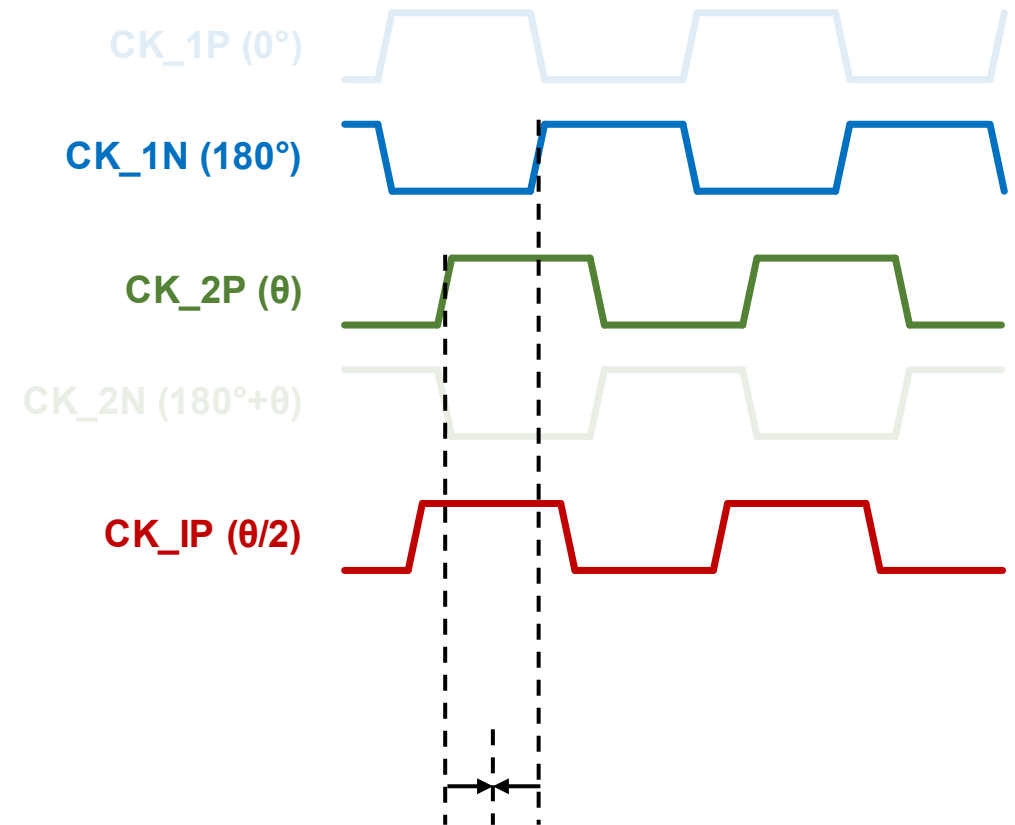 CK_1P (0°)
CK_1N (180°)
CK_2P (θ)
CK_2N (180°+θ)
CK_IP (θ/2)